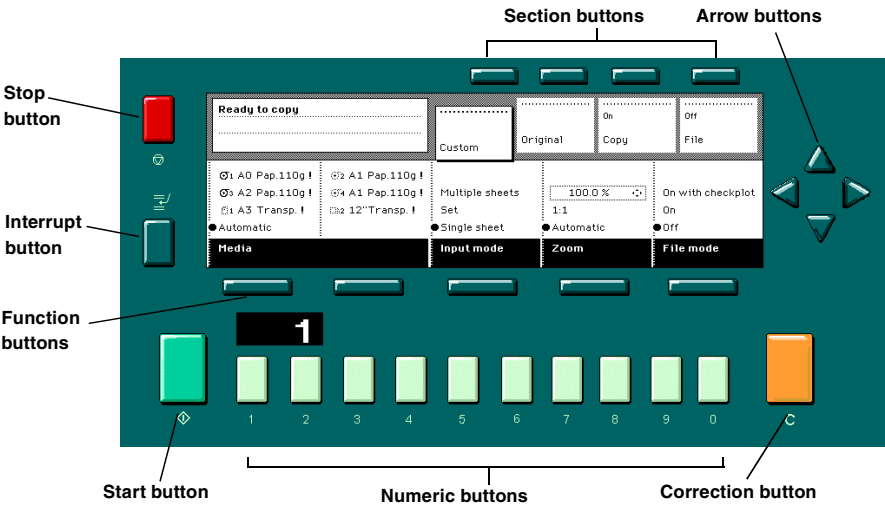 Section buttons
Arrow buttons
Stop
button
Ready to copy
Custom
Original
On
Copy
Off
File
1 A0 Pap.110g !
2 A1 Pap.110g !
3 A2 Pap.110g !
4 A1 Pap.110g !
1 A3 Transp. !
2 12"Transp. !
Automatic
Multiple sheets
Set
Single sheet
100.0 %
1:1
Automatic
On with checkplot
On
Off
Media
Input mode
Zoom
File mode
Interrupt
button
Function
buttons
1
1 2 3 4 5 6 7 8 9 0
C
Start button
Numeric buttons
Correction button